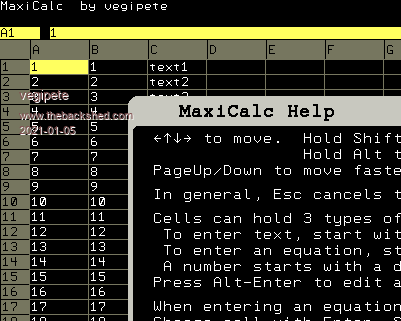 MaxiCalc by vegipete
A1 1
A B C D E F G
1 1 1 text1
2 2 2 text2
3 3 3
4 4 4
5 5 5
6 6 6
7 7 7
8 8 8
9 9 9
10 10 10
11 11 11
12 12 12
13 13 13
14 14 14
15 15 15
16 16 16
17 17 17
vegipete
www.thebackshed.com
2021-01-05
MaxiCalc Help
←↑↓→ to move. Hold Shift
Hold Alt t
PageUp/Down to move faste
In general, Esc cancels t
Cells can hold 3 types of
To enter text, start wit
To enter an equation, st
A number starts with a d
Press Alt-Enter to edit a
When entering an equation